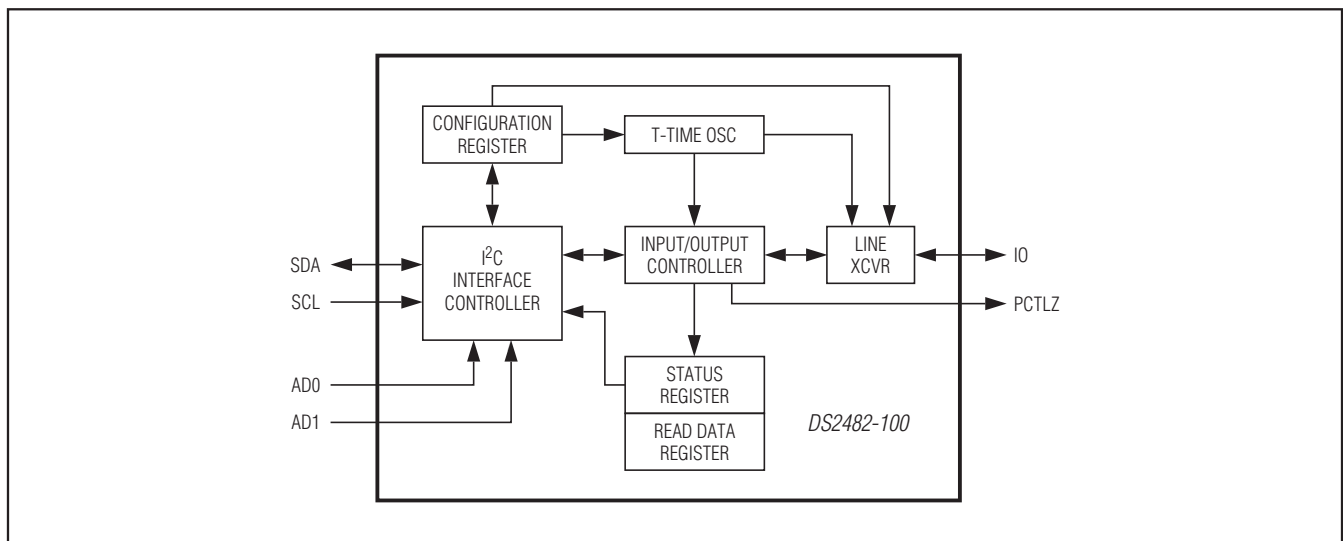 CONFIGURATION
REGISTER
T-TIME OSC
SDA
SCL
AD0
AD1
I²C
INTERFACE
CONTROLLER
INPUT/OUTPUT
CONTROLLER
LINE
XCVR
IO
PCTLZ
STATUS
REGISTER
READ DATA
REGISTER
DS2482-100